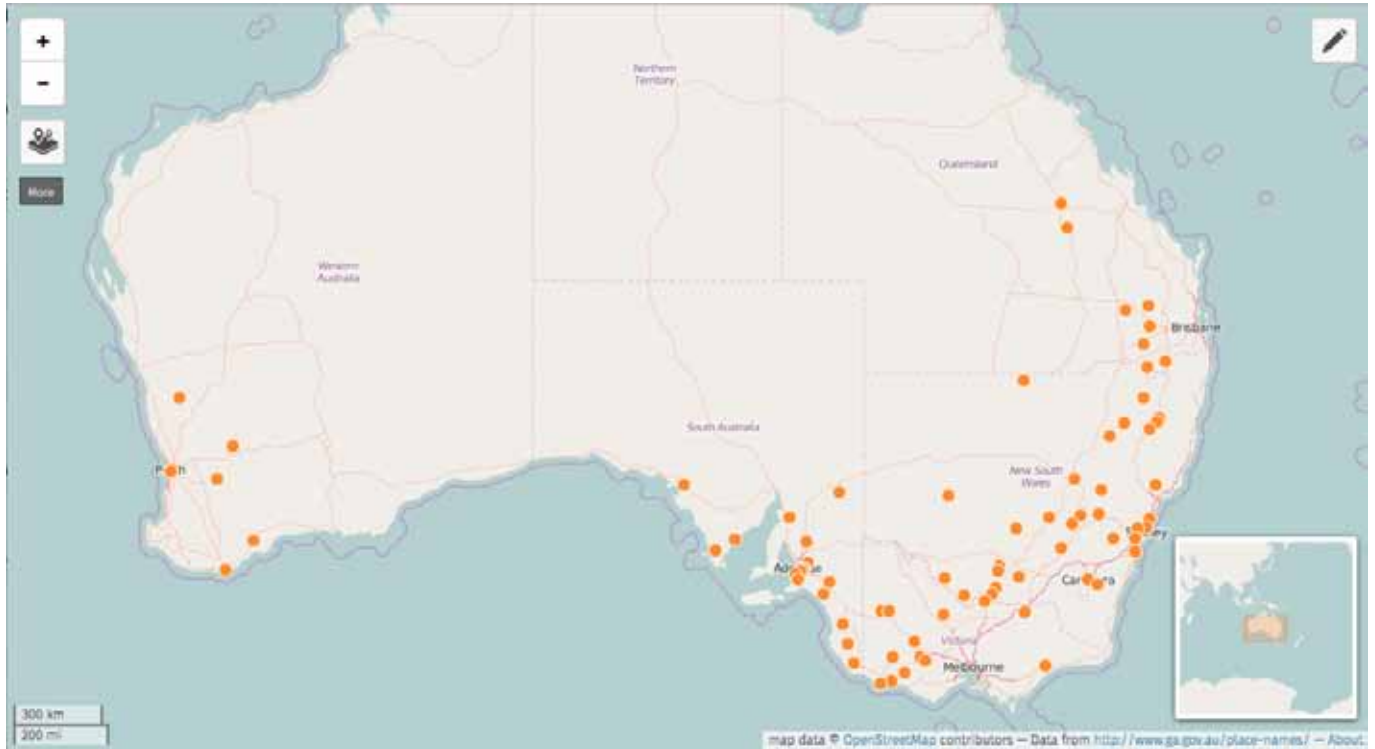 +
−
More
Northern
Territory
Queensland
Western
Australia
Brisbane
South Australia
New South
Wales
Victoria
Melbourne
300 km
200 mi
map data © OpenStreetMap contributors — Data from http://www.ga.gov.au/place-names/ — About